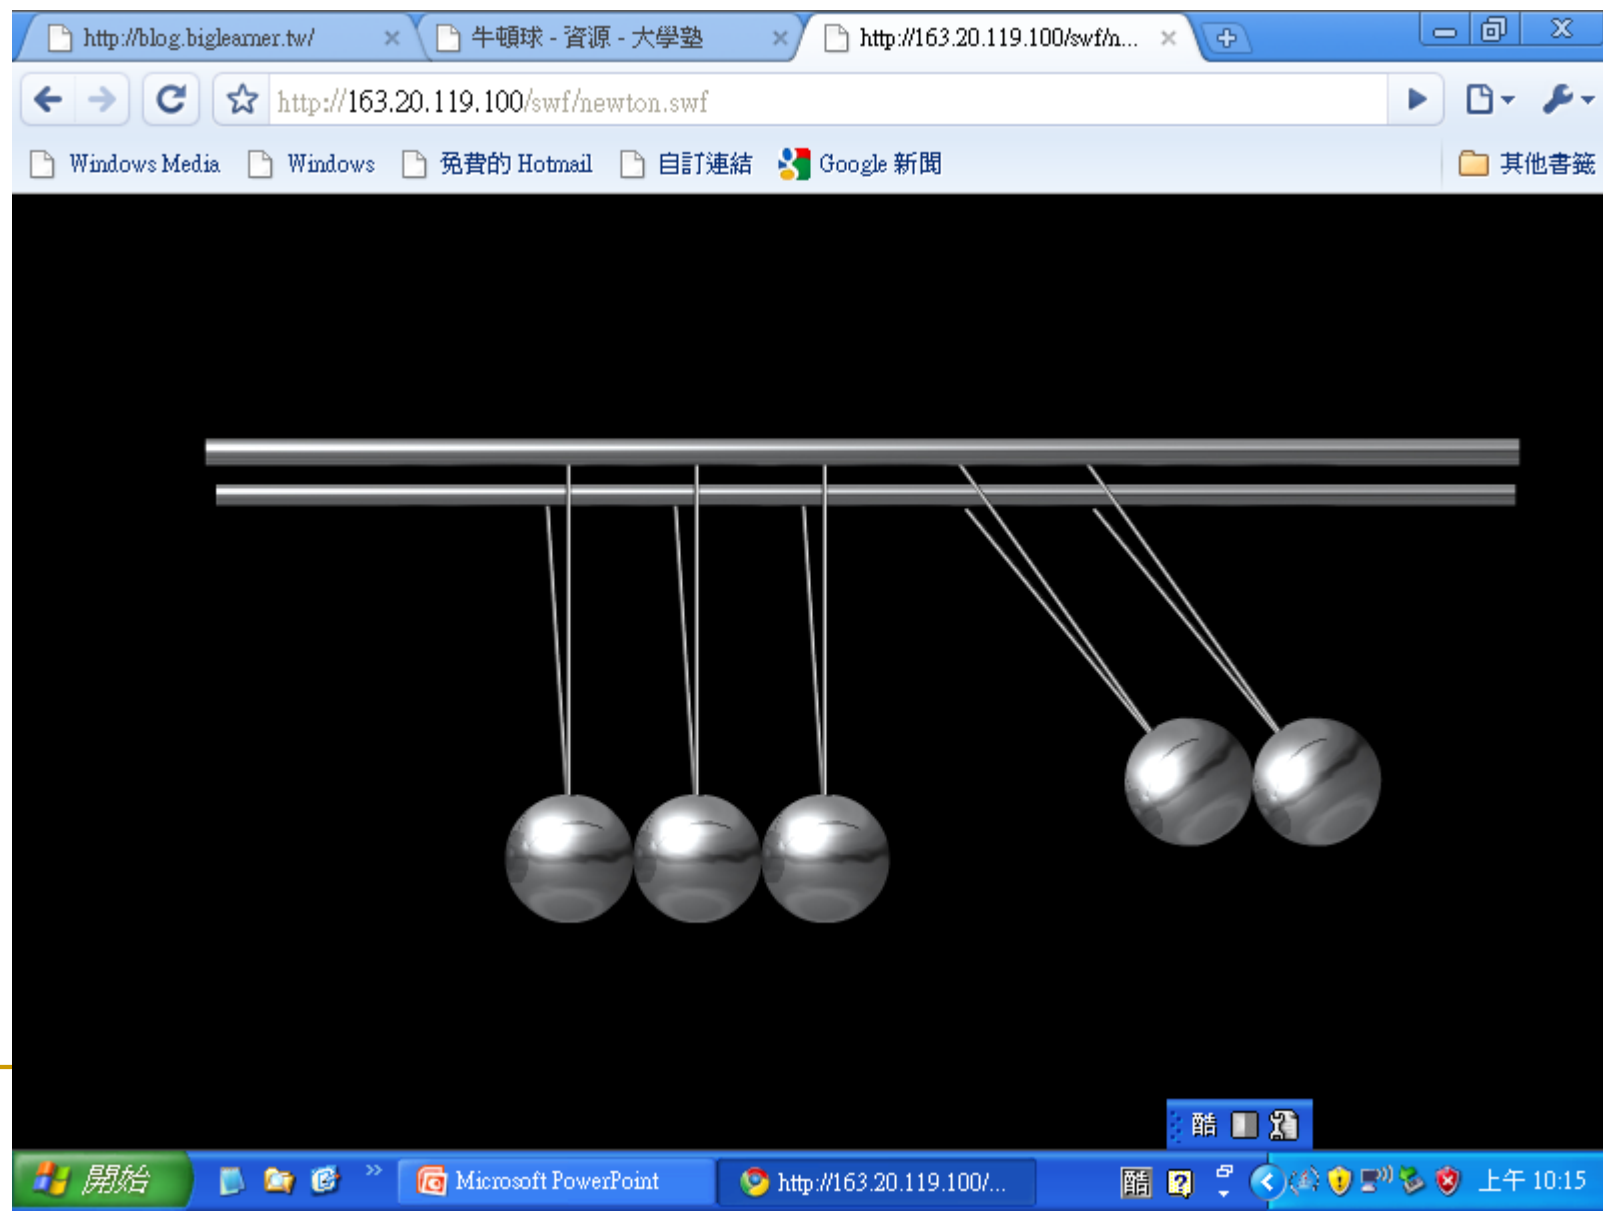 http://blog.biglearner.tw/ 牛頓球 - 資源 - 大學塾 http://163.20.119.100/swf/n...
http://163.20.119.100/swf/newton.swf
Windows Media Windows 免費的 Hotmail 自訂連結 Google 新聞 其他書籤
酷
開始 Microsoft PowerPoint http://163.20.119.100/... 酷 上午 10:15